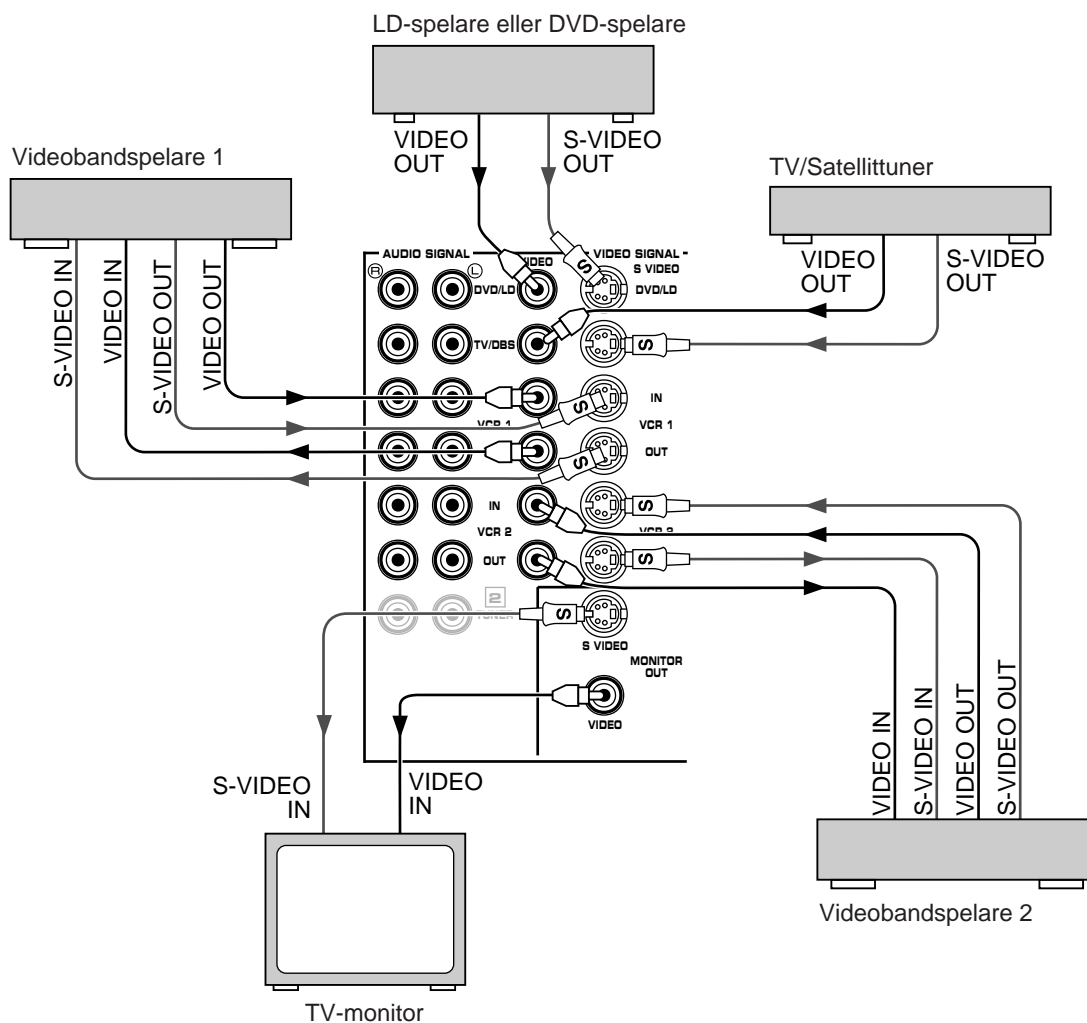 LD-spelare eller DVD-spelare
VIDEO
OUT
S-VIDEO
OUT
Videobandspelare 1
TV/Satellittuner
S-VIDEO IN
VIDEO IN
S-VIDEO OUT
VIDEO OUT
VIDEO
OUT
S-VIDEO
OUT
AUDIO SIGNAL
VIDEO SIGNAL
R
L
S VIDEO
DVD/LD
S
DVD/LD
TV/DBS
S
IN
S
VCR 1
OUT
S
IN
S
VCR 2
OUT
S
2
S
S VIDEO
MONITOR
OUT
VIDEO
S-VIDEO
IN
VIDEO
IN
VIDEO IN
S-VIDEO IN
VIDEO OUT
S-VIDEO OUT
Videobandspelare 2
TV-monitor